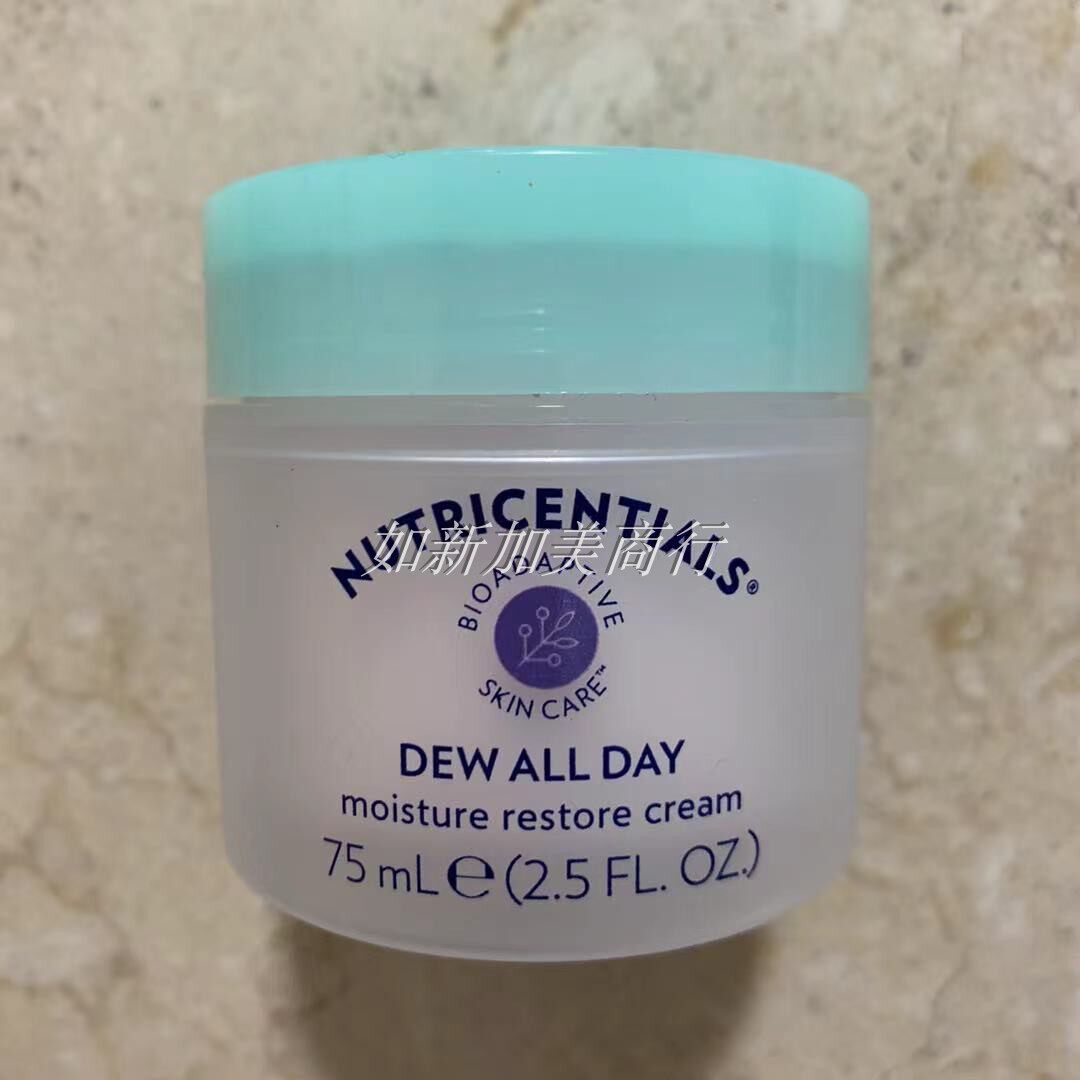 NUTRICENTIALS®
如新加美商行
BIOADAPTIVE
SKIN CARE™
DEW ALL DAY
moisture restore cream
75 mL ℮ (2.5 FL. OZ.)